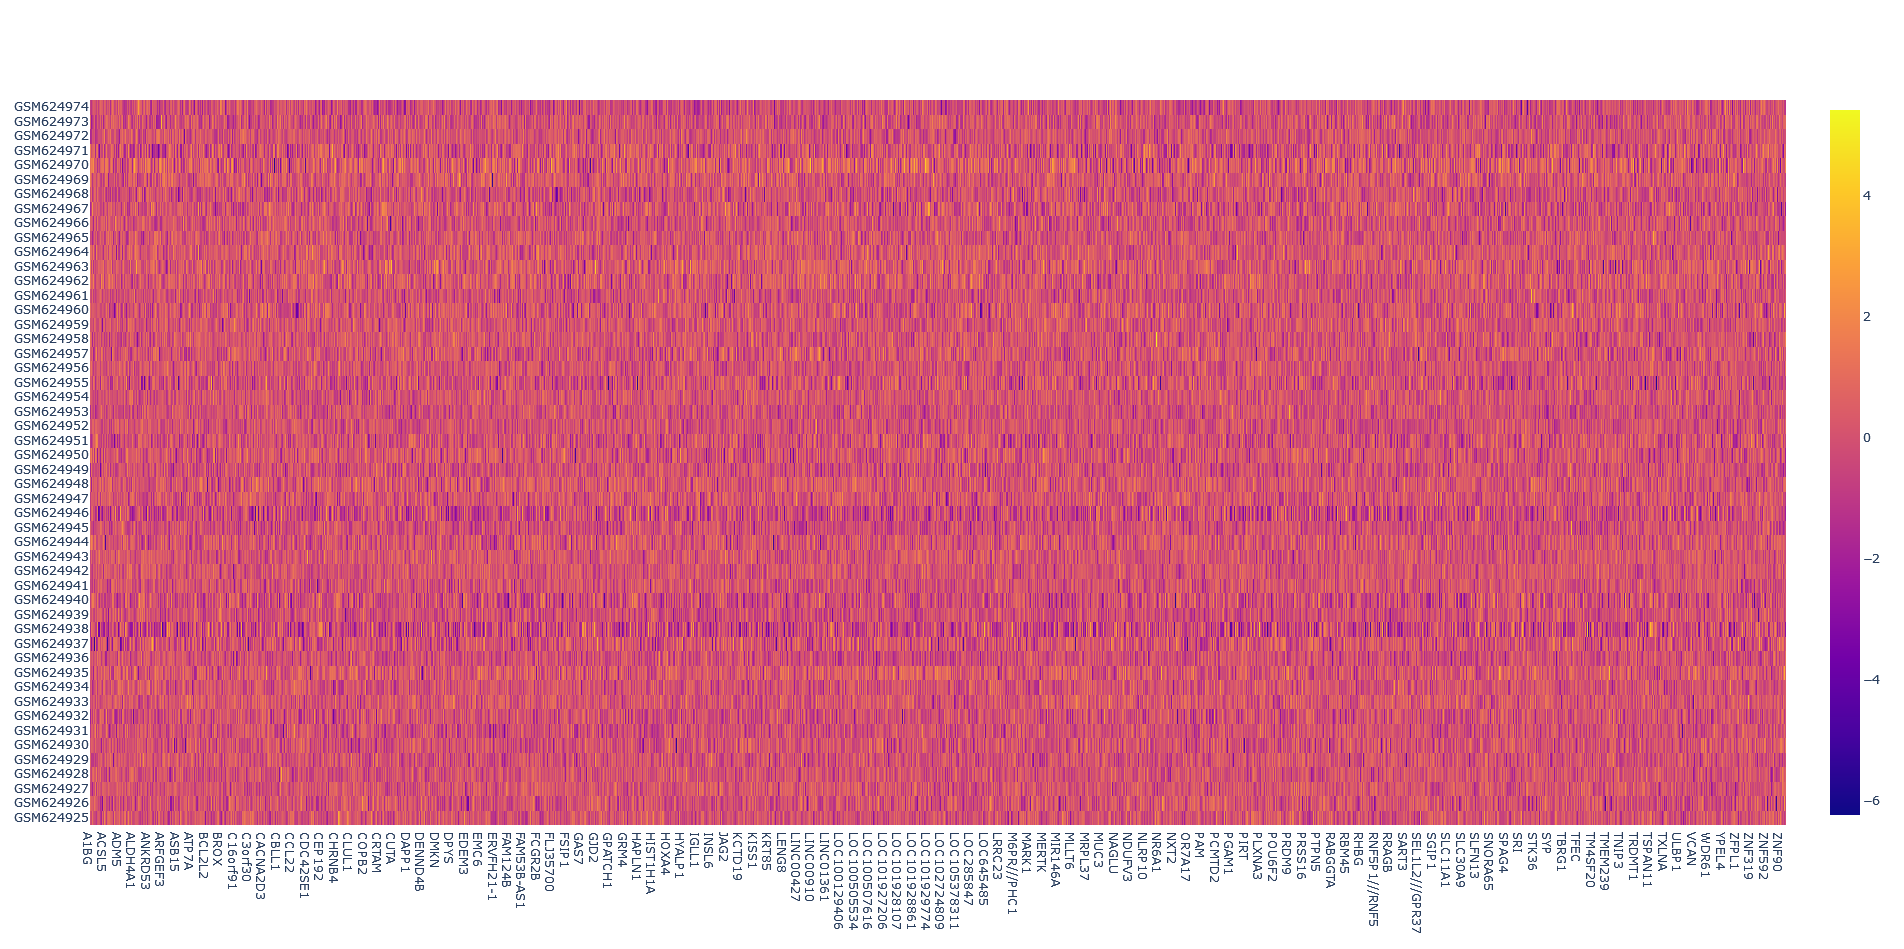 GSM624974
GSM624973
GSM624972
GSM624971
GSM624970
GSM624969
GSM624968
GSM624967
GSM624966
GSM624965
GSM624964
GSM624963
GSM624962
GSM624961
GSM624960
GSM624959
GSM624958
GSM624957
GSM624956
GSM624955
GSM624954
GSM624953
GSM624952
GSM624951
GSM624950
GSM624949
GSM624948
GSM624947
GSM624946
GSM624945
GSM624944
GSM624943
GSM624942
GSM624941
GSM624940
GSM624939
GSM624938
GSM624937
GSM624936
GSM624935
GSM624934
GSM624933
GSM624932
GSM624931
GSM624930
GSM624929
GSM624928
GSM624927
GSM624926
GSM624925
A1BG
ACSL5
ADM5
ALDH4A1
ANKRD53
ARFGEF3
ASB15
ATP7A
BCL2L2
BROX
C16orf91
C3orf30
CACNA2D3
CBLL1
CCL22
CDC42SE1
CEP192
CHRNB4
CLUL1
COPB2
CRTAM
CUTA
DAPP1
DENND4B
DMKN
DPYS
EDEM3
EMC6
ERVFH21-1
FAM124B
FAM53B-AS1
FCGR2B
FLJ35700
FSIP1
GAS7
GJD2
GPATCH1
GRM4
HAPLN1
HIST1H1A
HOXA4
HYALP1
IGLL1
INSL6
JAG2
KCTD19
KISS1
KRT85
LENG8
LINC00427
LINC00910
LINC01361
LOC100129406
LOC100505534
LOC100507616
LOC101927206
LOC101928107
LOC101928861
LOC101929774
LOC102724809
LOC105378311
LOC285847
LOC645485
LRRC23
M6PR///PHC1
MARK1
MERTK
MIR146A
MLLT6
MRPL37
MUC3
NAGLU
NDUFV3
NLRP10
NR6A1
NXT2
OR7A17
PAM
PCMTD2
PGAM1
PIRT
PLXNA3
POU6F2
PRDM9
PRSS16
PTPN5
RABGGTA
RBM45
RHBG
RNF5P1///RNF5
RRAGB
SART3
SEL1L2///GPR37
SGIP1
SLC11A1
SLC30A9
SLFN13
SNORA65
SPAG4
SRI
STK36
SYP
TBRG1
TFEC
TM4SF20
TMEM239
TNIP3
TRDMT1
TSPAN11
TXLNA
ULBP1
VCAN
WDR61
YPEL4
ZFPL1
ZNF319
ZNF592
ZNF90
4
2
0
−2
−4
−6